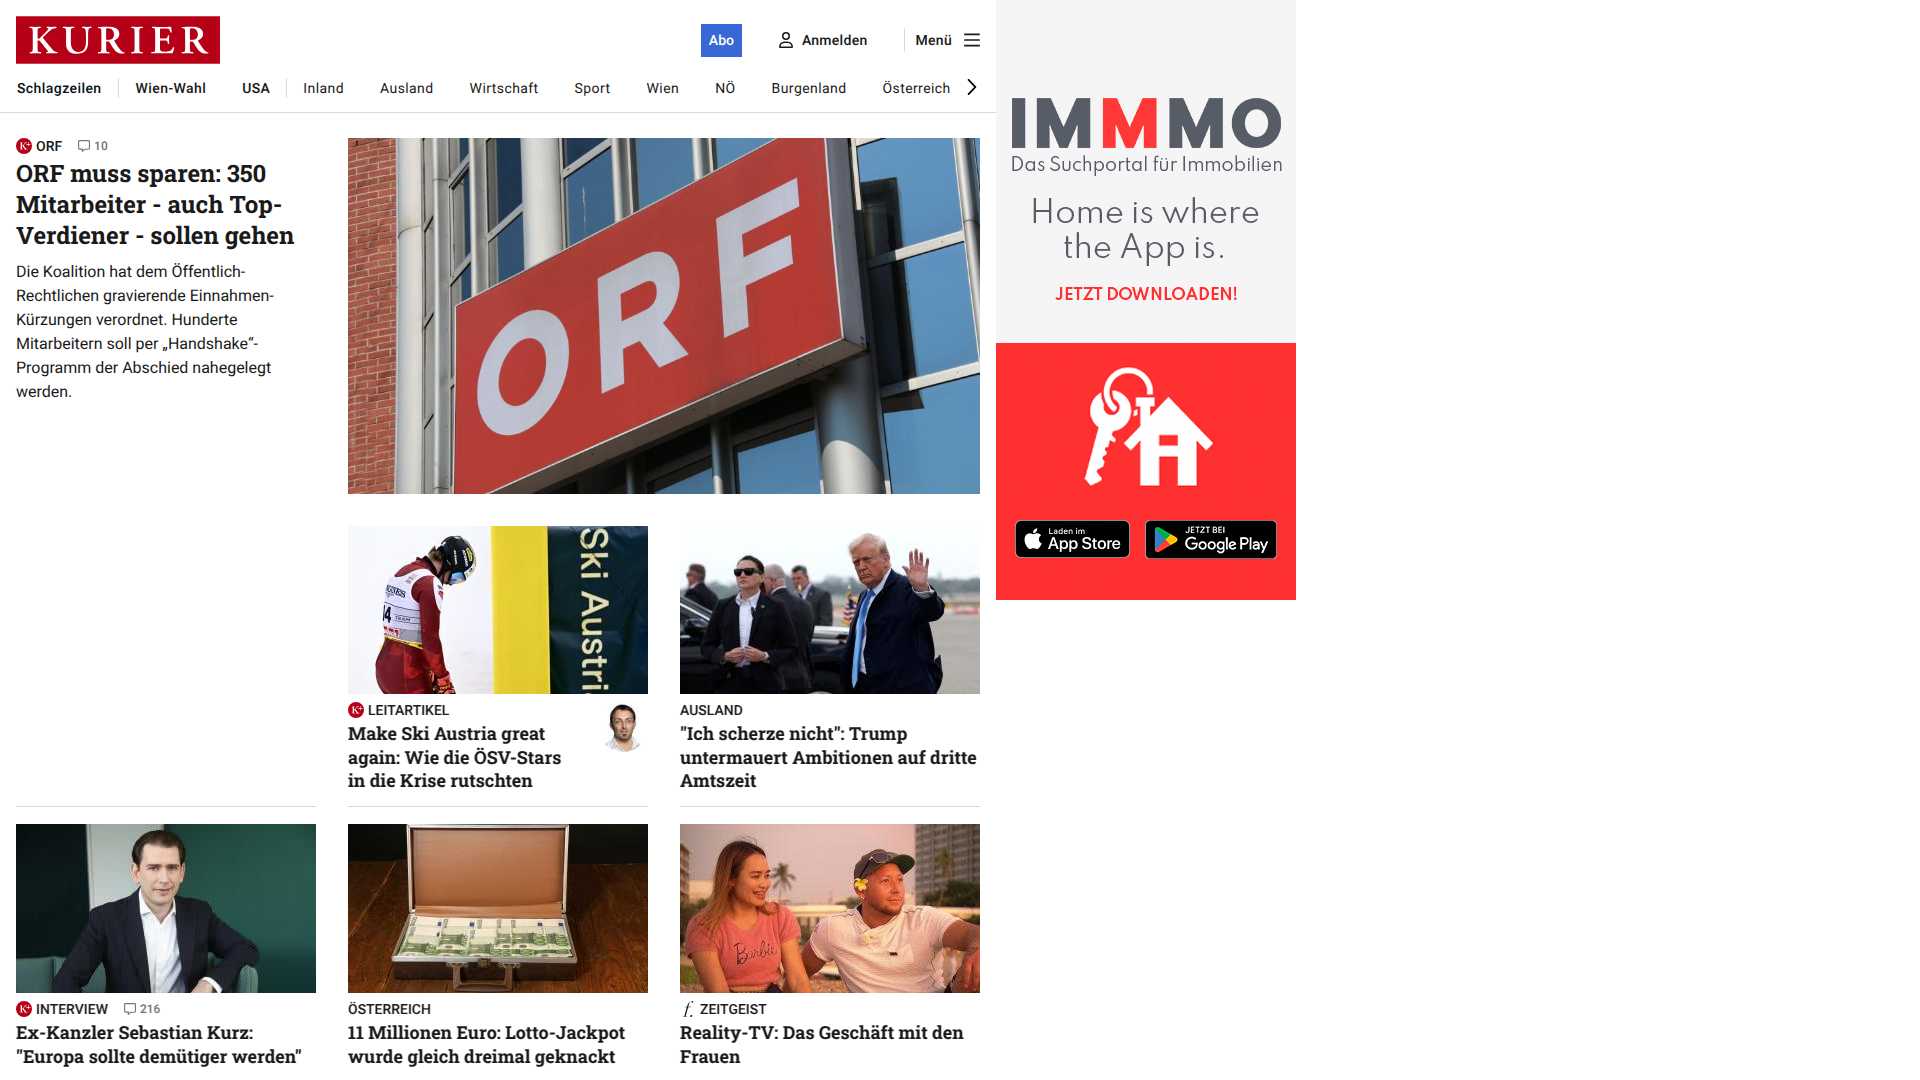 KURIER
Abo
Anmelden
Menü
Schlagzeilen
Wien-Wahl
USA
Inland
Ausland
Wirtschaft
Sport
Wien
NÖ
Burgenland
Österreich
K+ ORF 10
ORF muss sparen: 350
Mitarbeiter - auch Top-
Verdiener - sollen gehen
Die Koalition hat dem Öffentlich-
Rechtlichen gravierende Einnahmen-
Kürzungen verordnet. Hunderte
Mitarbeitern soll per „Handshake“-
Programm der Abschied nahegelegt
werden.
ORF
Ski Austri
K+ LEITARTIKEL
Make Ski Austria great
again: Wie die ÖSV-Stars
in die Krise rutschten
AUSLAND
"Ich scherze nicht": Trump
untermauert Ambitionen auf dritte
Amtszeit
K+ INTERVIEW 216
Ex-Kanzler Sebastian Kurz:
"Europa sollte demütiger werden"
ÖSTERREICH
11 Millionen Euro: Lotto-Jackpot
wurde gleich dreimal geknackt
Barbie
f. ZEITGEIST
Reality-TV: Das Geschäft mit den
Frauen
IMMMO
Das Suchportal für Immobilien
Home is where
the App is.
JETZT DOWNLOADEN!
Laden im
App Store
JETZT BEI
Google Play